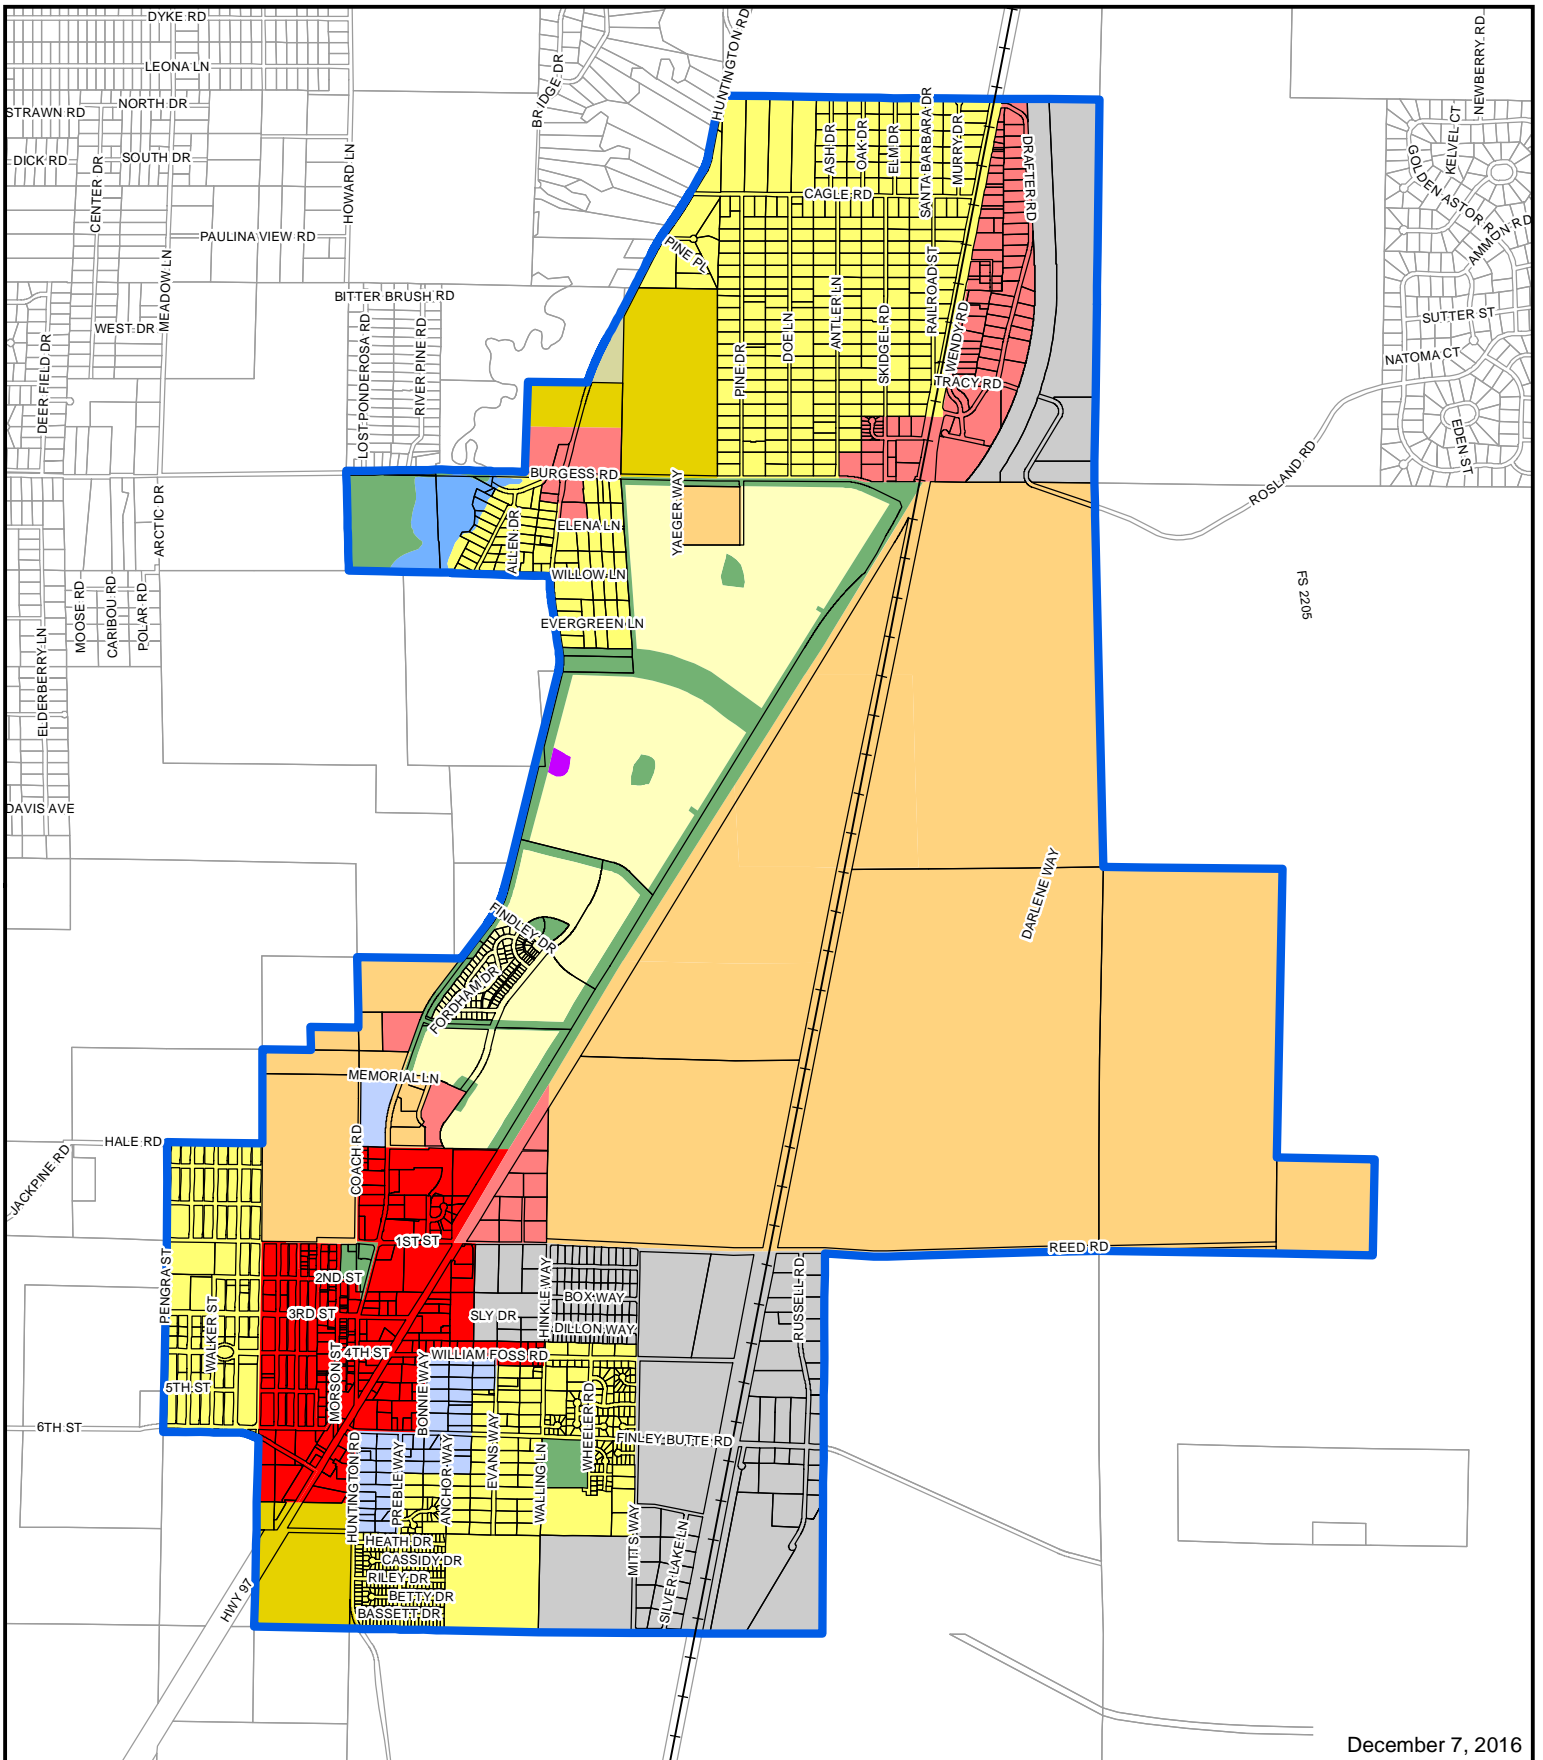 DYKE RD
LEONA LN
NORTH DR
STRAWN RD
DICK RD
SOUTH DR
CENTER DR
PAULINA VIEW RD
HOWARD LN
MEADOW LN
BITTER BRUSH RD
WEST DR
DEER FIELD DR
LOST PONDEROSA RD
RIVER PINE RD
BRIDGE DR
HUNTINGTON RD
ASH DR
OAK DR
ELM DR
SANTA BARBARA DR
MURRY DR
DRAFTER RD
CAGLE RD
PINE PL
NEWBERRY RD
KELVEL CT
GOLDEN ASTOR RD
AMMON RD
SUTTER ST
NATOMA CT
EDEN ST
ROSLAND RD
RAILROAD ST
WENDY RD
ANTLER LN
DOE LN
SKIDGEL RD
PINE DR
TRACY RD
BURGESS RD
YAEGER WAY
ELENA LN
ALLEN DR
WILLOW LN
EVERGREEN LN
ARCTIC DR
MOOSE RD
CARIBOU RD
POLAR RD
ELDERBERRY LN
DAVIS AVE
FS 2205
DARLENE WAY
FINDLEY DR
FORDHAM DR
MEMORIAL LN
COACH RD
HALE RD
JACKPINE RD
1ST ST
REED RD
2ND ST
3RD ST
4TH ST
PENGRA ST
WALKER ST
MORSON ST
5TH ST
6TH ST
SLY DR
HINKLE WAY
BOX WAY
DILLON WAY
WILLIAM FOSS RD
RUSSELL RD
BONNIE WAY
EVANS WAY
WHEELER RD
FINLEY BUTTE RD
HUNTINGTON RD
PREBLE WAY
ANCHOR WAY
WALLING LN
MITTS WAY
SILVER LAKE LN
HEATH DR
CASSIDY DR
RILEY DR
BETTY DR
BASSETT DR
HWY 97
December 7, 2016